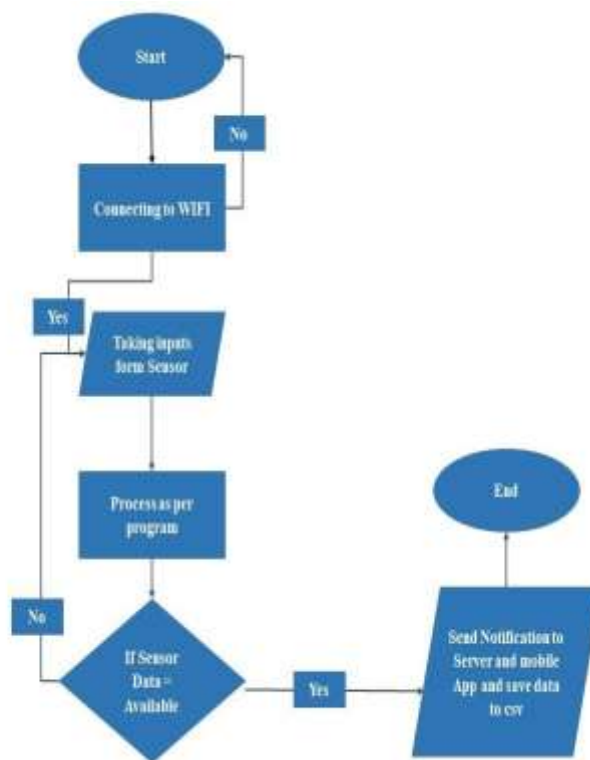 Start
No
Connecting to WIFI
Yes
Taking inputs
form Sensor
Process as per
program
End
No
If Sensor
Data =
Available
Yes
Send Notification to
Server and mobile
App and save data
to csv